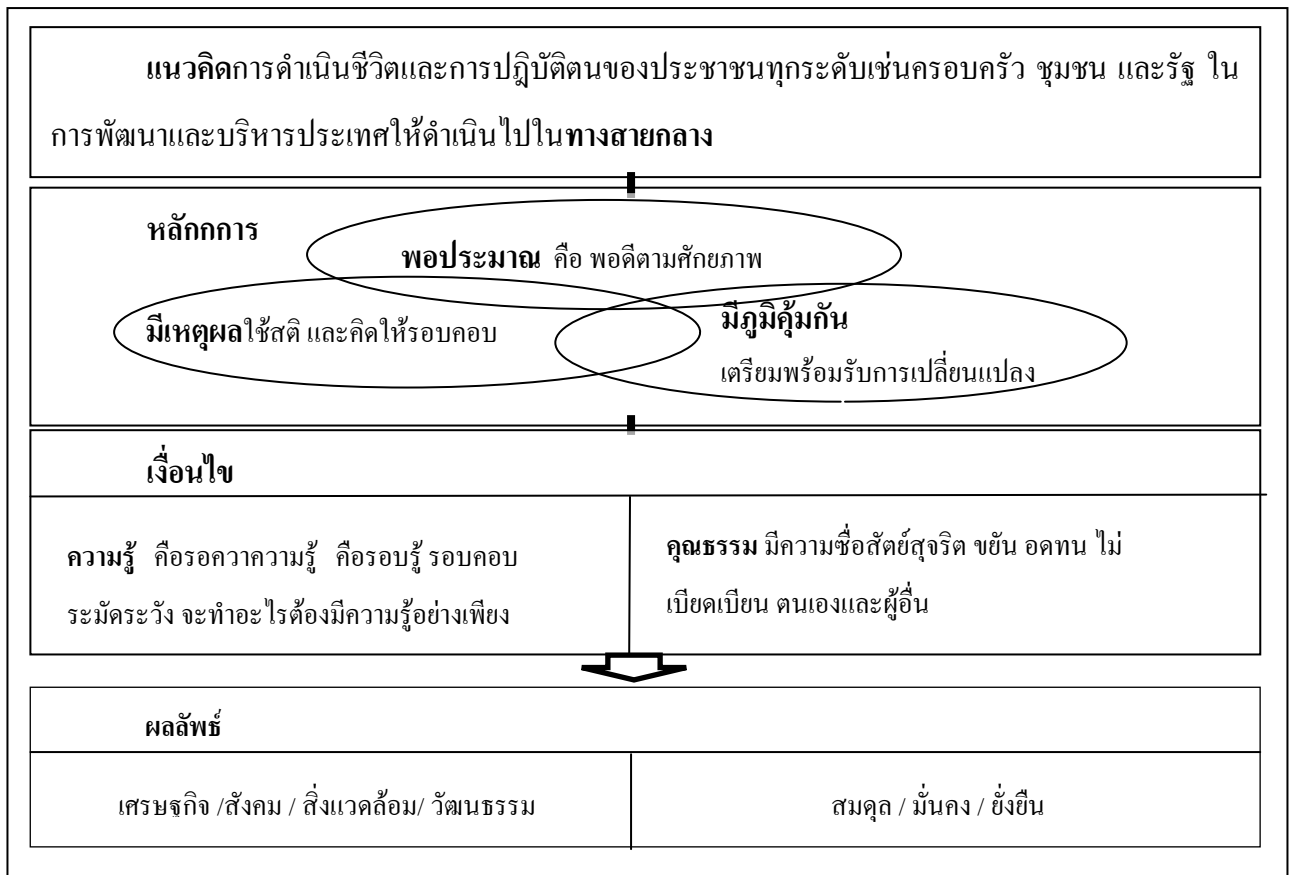 แนวคิดการดำเนินชีวิตและการปฎิบัติตนของประชาชนทุกระดับเช่นครอบครัว ชุมชน และรัฐ ใน
การพัฒนาและบริหารประเทศให้ดำเนินไปในทางสายกลาง
หลักกการ
พอประมาณ คือ พอดีตามศักยภาพ
มีเหตุผลใช้สติ และคิดให้รอบคอบ
มีภูมิคุ้มกัน
เตรียมพร้อมรับการเปลี่ยนแปลง
เงื่อนไข
ความรู้ คือรอควาความรู้ คือรอบรู้ รอบคอบ
ระมัดระวัง จะทำอะไรต้องมีความรู้อย่างเพียง
คุณธรรม มีความซื่อสัตย์สุจริต ขยัน อดทน ไม่
เบียดเบียน ตนเองและผู้อื่น
ผลลัพธ์
เศรษฐกิจ /สังคม / สิ่งแวดล้อม/ วัฒนธรรม
สมดุล / มั่นคง / ยั่งยืน